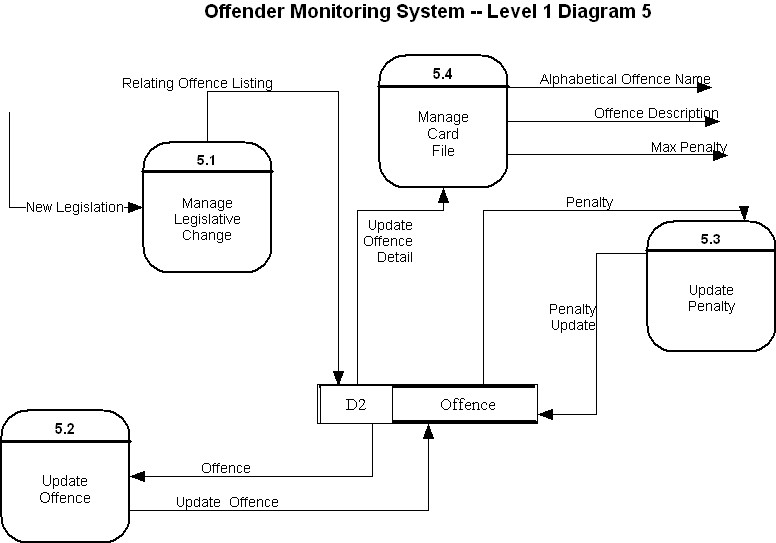 Offender Monitoring System -- Level 1 Diagram 5
Relating Offence Listing
5.4
Manage
Card
File
Alphabetical Offence Name
Offence Description
Max Penalty
5.1
Manage
Legislative
Change
New Legislation
Update
Offence
Detail
Penalty
5.3
Update
Penalty
Penalty
Update
D2
Offence
5.2
Update
Offence
Offence
Update Offence